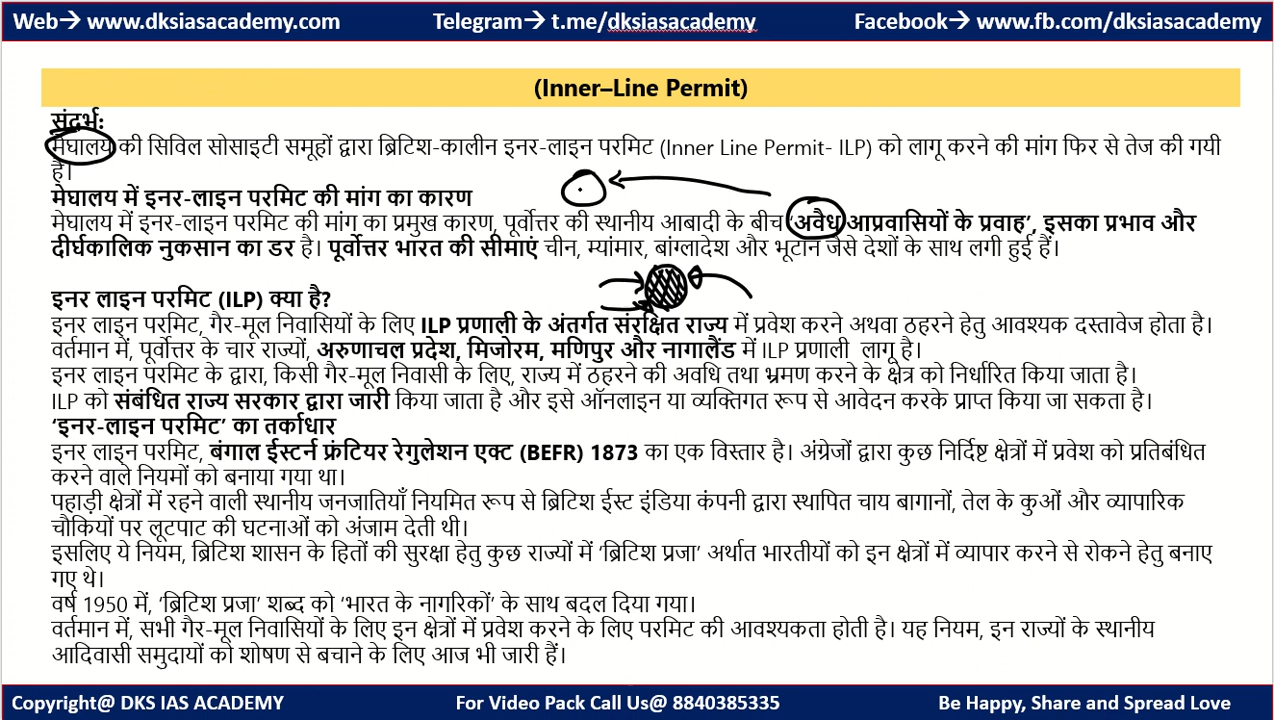 Web→ www.dksiasacademy.com Telegram→ t.me/dksiasacademy Facebook→ www.fb.com/dksiasacademy
(Inner–Line Permit)
संदर्भ:
मेघालय की सिविल सोसाइटी समूहों द्वारा ब्रिटिश-कालीन इनर-लाइन परमिट (Inner Line Permit- ILP) को लागू करने की मांग फिर से तेज की गयी
है।
मेघालय में इनर-लाइन परमिट की मांग का कारण
मेघालय में इनर-लाइन परमिट की मांग का प्रमुख कारण, पूर्वोत्तर की स्थानीय आबादी के बीच ‘अवैध आप्रवासियों के प्रवाह’, इसका प्रभाव और
दीर्घकालिक नुकसान का डर है। पूर्वोत्तर भारत की सीमाएं चीन, म्यांमार, बांग्लादेश और भूटान जैसे देशों के साथ लगी हुई हैं।
इनर लाइन परमिट (ILP) क्या है?
इनर लाइन परमिट, गैर-मूल निवासियों के लिए ILP प्रणाली के अंतर्गत संरक्षित राज्य में प्रवेश करने अथवा ठहरने हेतु आवश्यक दस्तावेज होता है।
वर्तमान में, पूर्वोत्तर के चार राज्यों, अरुणाचल प्रदेश, मिजोरम, मणिपुर और नागालैंड में ILP प्रणाली लागू है।
इनर लाइन परमिट के द्वारा, किसी गैर-मूल निवासी के लिए, राज्य में ठहरने की अवधि तथा भ्रमण करने के क्षेत्र को निर्धारित किया जाता है।
ILP को संबंधित राज्य सरकार द्वारा जारी किया जाता है और इसे ऑनलाइन या व्यक्तिगत रूप से आवेदन करके प्राप्त किया जा सकता है।
‘इनर-लाइन परमिट’ का तर्काधार
इनर लाइन परमिट, बंगाल ईस्टर्न फ्रंटियर रेगुलेशन एक्ट (BEFR) 1873 का एक विस्तार है। अंग्रेजों द्वारा कुछ निर्दिष्ट क्षेत्रों में प्रवेश को प्रतिबंधित
करने वाले नियमों को बनाया गया था।
पहाड़ी क्षेत्रों में रहने वाली स्थानीय जनजातियाँ नियमित रूप से ब्रिटिश ईस्ट इंडिया कंपनी द्वारा स्थापित चाय बागानों, तेल के कुओं और व्यापारिक
चौकियों पर लूटपाट की घटनाओं को अंजाम देती थी।
इसलिए ये नियम, ब्रिटिश शासन के हितों की सुरक्षा हेतु कुछ राज्यों में ‘ब्रिटिश प्रजा’ अर्थात भारतीयों को इन क्षेत्रों में व्यापार करने से रोकने हेतु बनाए
गए थे।
वर्ष 1950 में, ‘ब्रिटिश प्रजा’ शब्द को ‘भारत के नागरिकों’ के साथ बदल दिया गया।
वर्तमान में, सभी गैर-मूल निवासियों के लिए इन क्षेत्रों में प्रवेश करने के लिए परमिट की आवश्यकता होती है। यह नियम, इन राज्यों के स्थानीय
आदिवासी समुदायों को शोषण से बचाने के लिए आज भी जारी हैं।
Copyright@ DKS IAS ACADEMY For Video Pack Call Us@ 8840385335 Be Happy, Share and Spread Love